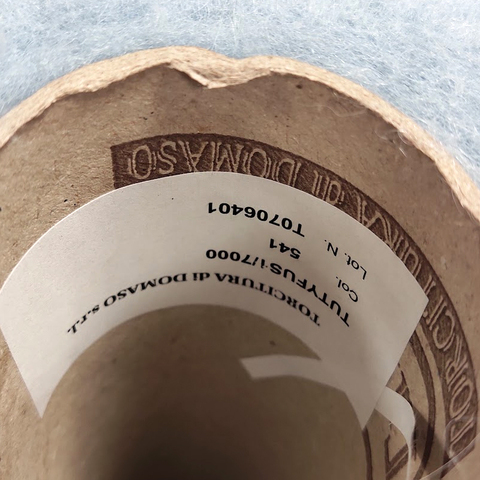 TORCITURA di DOMASO s.r.l.
TUTYFUS 1/7000
Col. 541
Lot. N. T0706401
TORCITURA di DOMASO